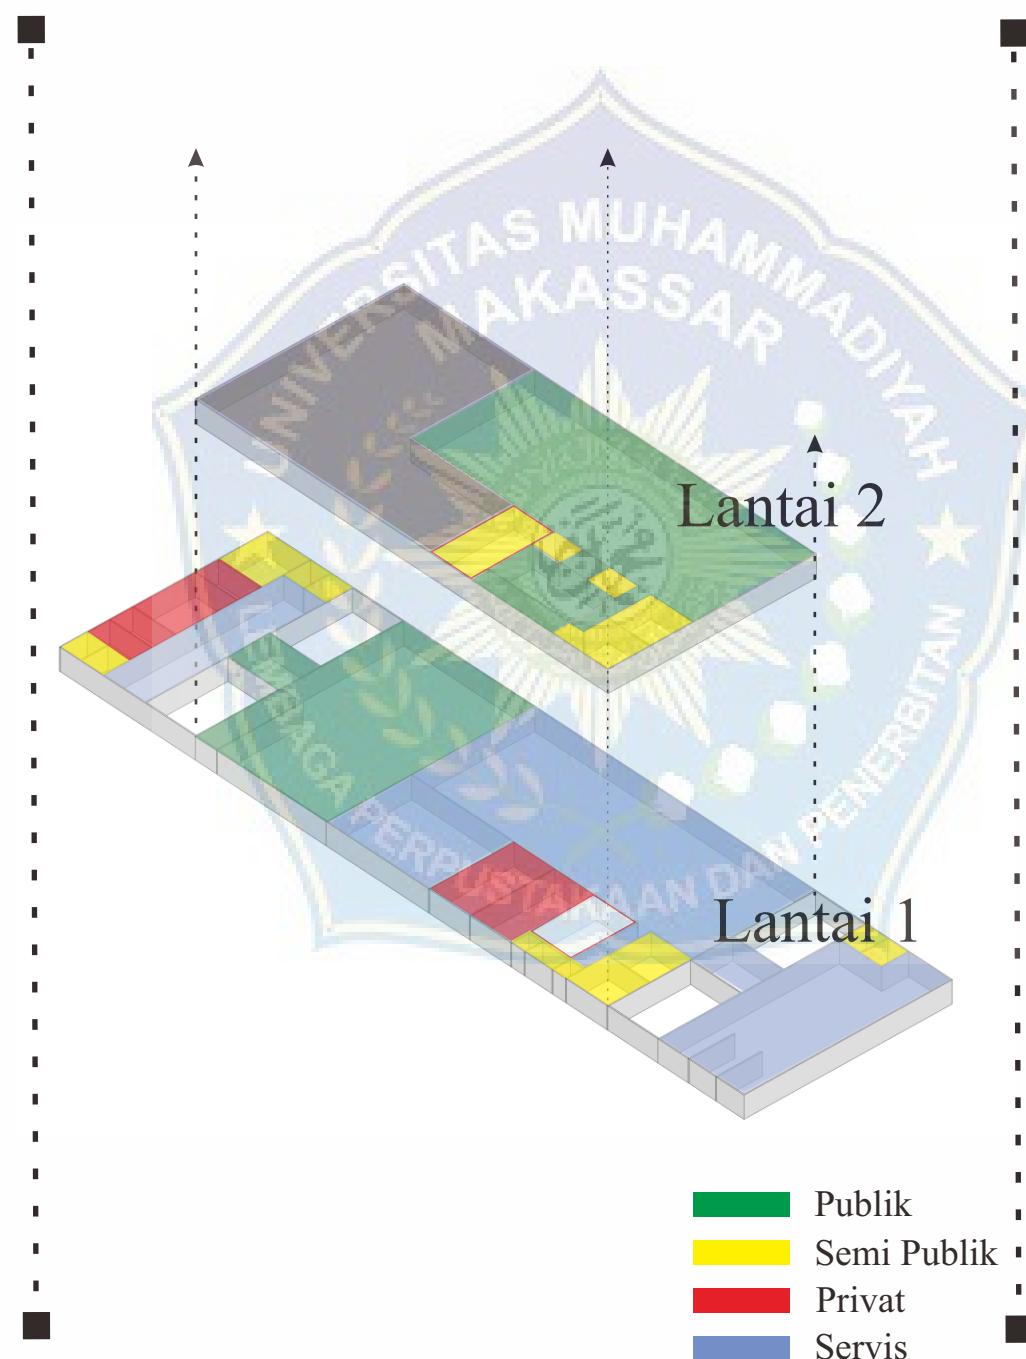 UNIVERSITAS MUHAMMADIYAH
MAKASSAR
Lantai 2
LEMBAGA PERPUSTAKAAN DAN PENERBITAN
Lantai 1
Publik
Semi Publik
Privat
Servis